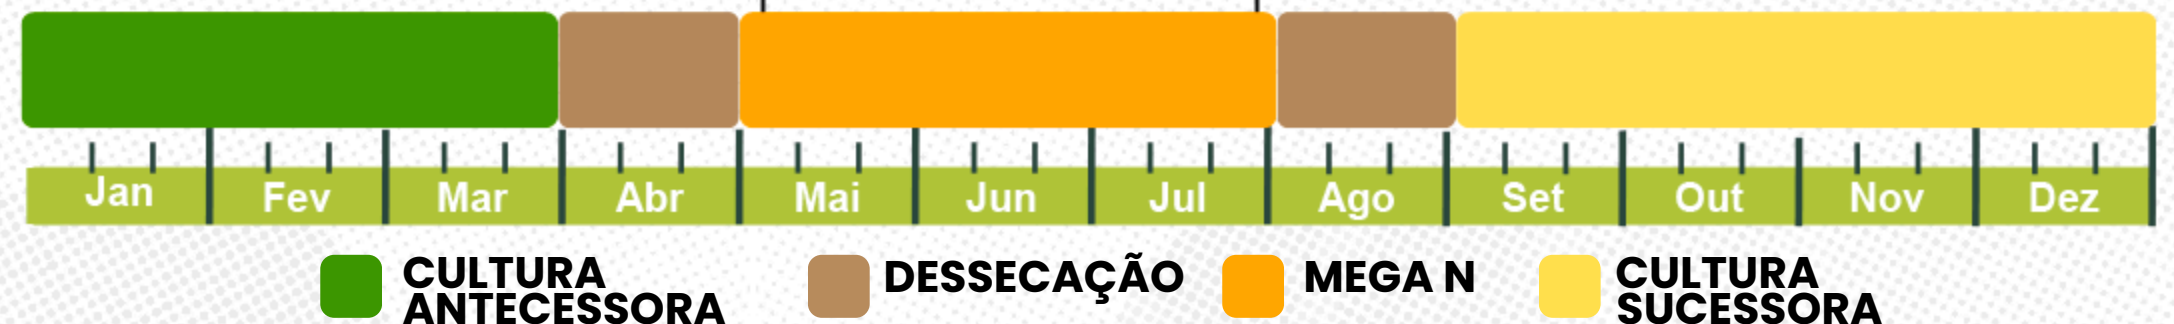 Jan Fev Mar Abr Mai Jun Jul Ago Set Out Nov Dez
CULTURA
ANTECESSORA
DESSECAÇÃO
MEGA N
CULTURA
SUCESSORA